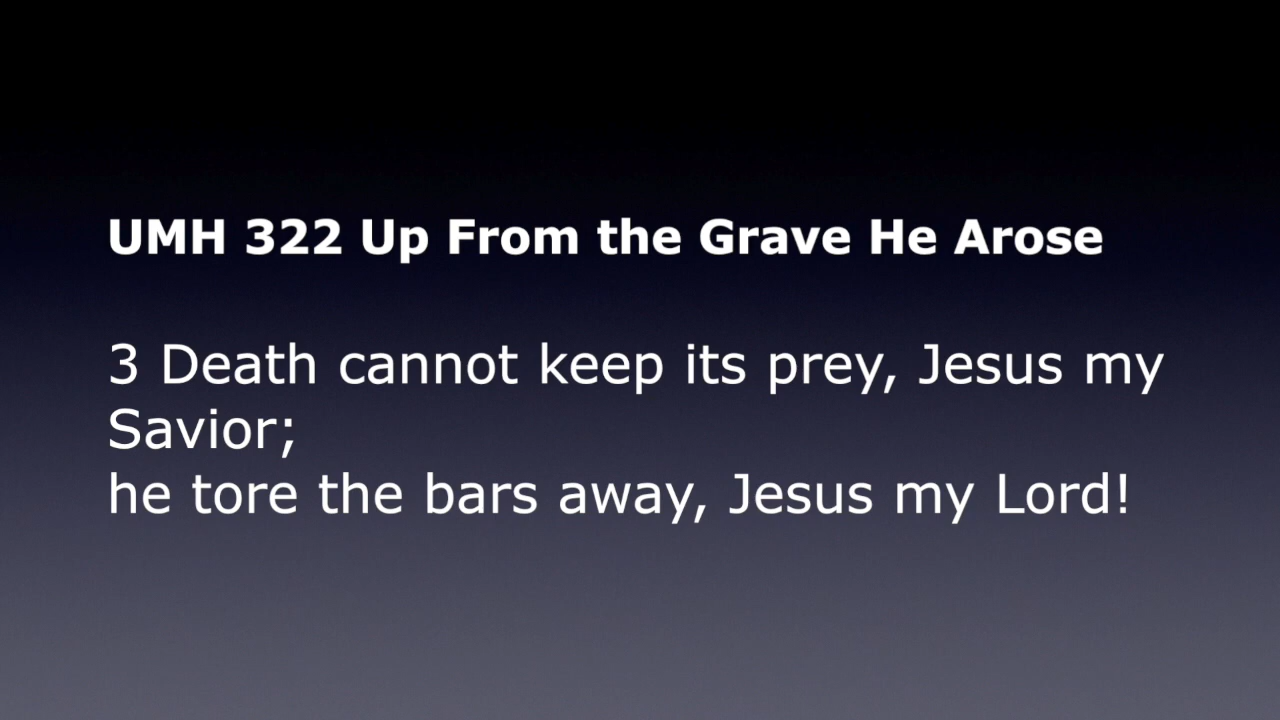 UMH 322 Up From the Grave He Arose
3 Death cannot keep its prey, Jesus my
Savior;
he tore the bars away, Jesus my Lord!